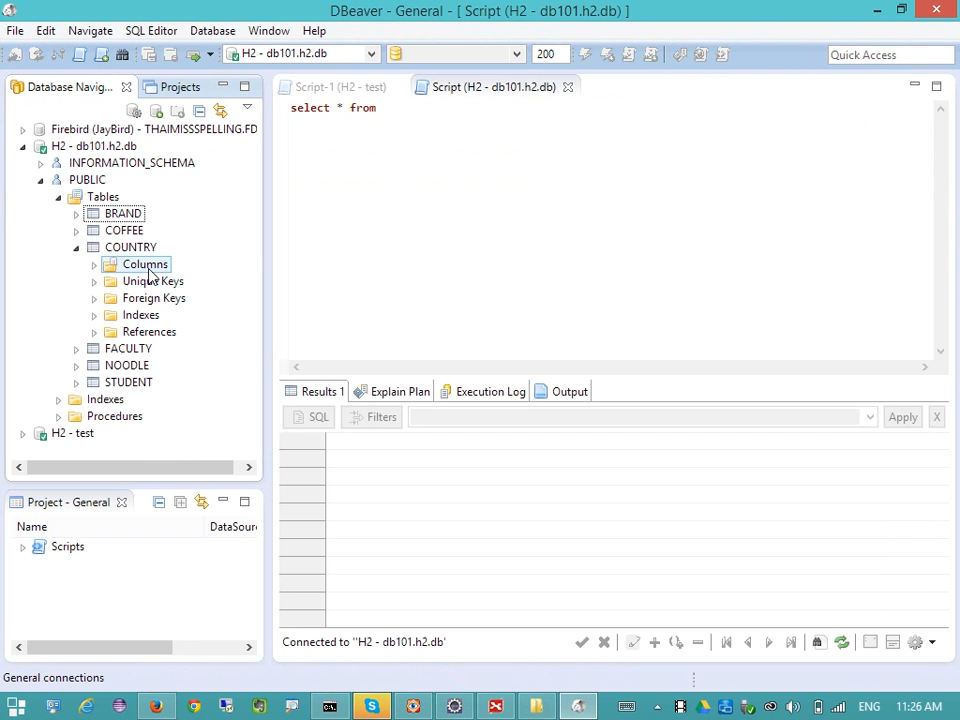 DBeaver - General - [ Script (H2 - db101.h2.db) ]
File Edit Navigate SQL Editor Database Window Help
H2 - db101.h2.db 200 Quick Access
Database Navig... Projects
Script-1 (H2 - test) Script (H2 - db101.h2.db)
select * from
Firebird (JayBird) - THAIMISSSPELLING.FD
H2 - db101.h2.db
INFORMATION_SCHEMA
PUBLIC
Tables
BRAND
COFFEE
COUNTRY
Columns
Unique Keys
Foreign Keys
Indexes
References
FACULTY
NOODLE
STUDENT
Indexes
Procedures
H2 - test
Results 1 Explain Plan Execution Log Output
SQL Filters Apply X
Project - General
Name DataSour
Scripts
Connected to "H2 - db101.h2.db'
General connections
ENG 11:26 AM